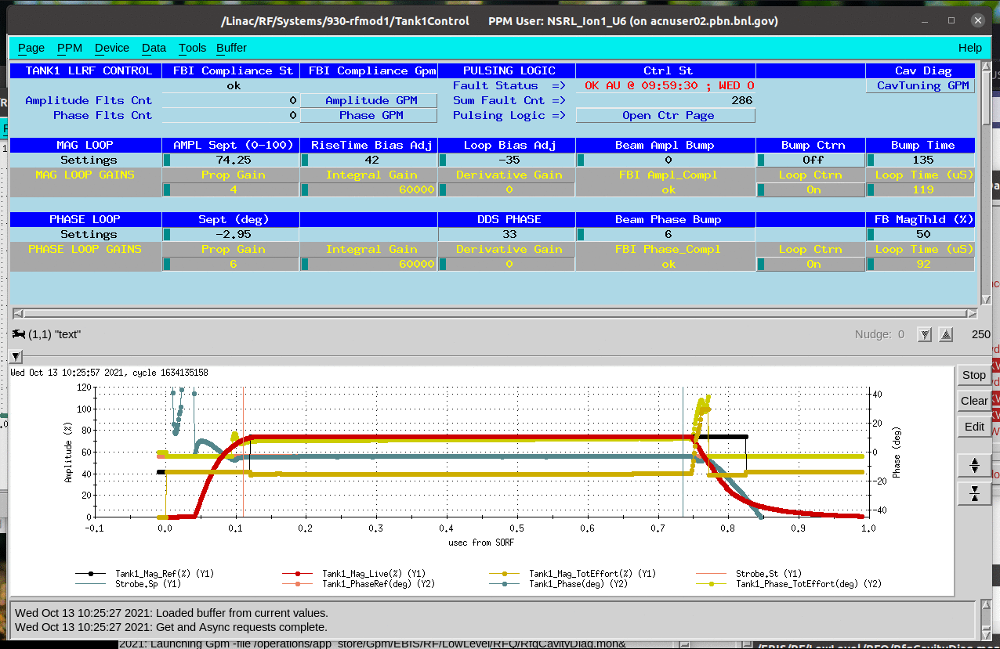 /Linac/RF/Systems/930-rfmod1/Tank1Control PPM User: NSRL_Ion1_U6 (on acnuser02.pbn.bnl.gov)
Page PPM Device Data Tools Buffer Help
TANK1 LLRF CONTROL FBI Compliance St FBI Compliance Gpm PULSING LOGIC Ctrl St Cav Diag
ok Fault Status => OK AU @ 09:59:30 ; WED O CavTuning GPM
Amplitude Flts Cnt 0 Amplitude GPM Sum Fault Cnt => 286
Phase Flts Cnt 0 Phase GPM Pulsing Logic => Open Ctr Page
MAG LOOP AMPL Sept (0-100) RiseTime Bias Adj Loop Bias Adj Beam Ampl Bump Bump Ctrn Bump Time
Settings 74.25 42 -35 0 Off 135
MAG LOOP GAINS Prop Gain Integral Gain Derivative Gain FBI Ampl_Compl Loop Ctrn Loop Time (uS)
4 60000 0 ok On 119
PHASE LOOP Sept (deg) DDS PHASE Beam Phase Bump FB MagThld (%)
Settings -2.95 33 6 50
PHASE LOOP GAINS Prop Gain Integral Gain Derivative Gain FBI Phase_Compl Loop Ctrn Loop Time (uS)
6 60000 0 ok On 92
(1,1) "text" Nudge: 0 250
Wed Oct 13 10:25:57 2021, cycle 1634135158
Stop
Clear
Edit
120
100
80
60
40
20
0
Amplitude (%)
40
20
0
-20
-40
Phase (deg)
-0.1 0.0 0.1 0.2 0.3 0.4 0.5 0.6 0.7 0.8 0.9 1.0
usec from SORF
Tank1_Mag_Ref(%) (Y1) Tank1_Mag_Live(%) (Y1) Tank1_Mag_TotEffort(%) (Y1) Strobe.St (Y1)
Strobe.Sp (Y1) Tank1_PhaseRef(deg) (Y2) Tank1_Phase(deg) (Y2) Tank1_Phase_TotEffort(deg) (Y2)
Wed Oct 13 10:25:27 2021: Loaded buffer from current values.
Wed Oct 13 10:25:27 2021: Get and Async requests complete.
2021: Launching Gpm -file /operations/app_store/Gpm/EBIS/RF/LowLevel/RFQ/RfqCavityDiag.mon&
/EBIS/RF/LowLevel/RFQ/RfqCavityDiag.mon